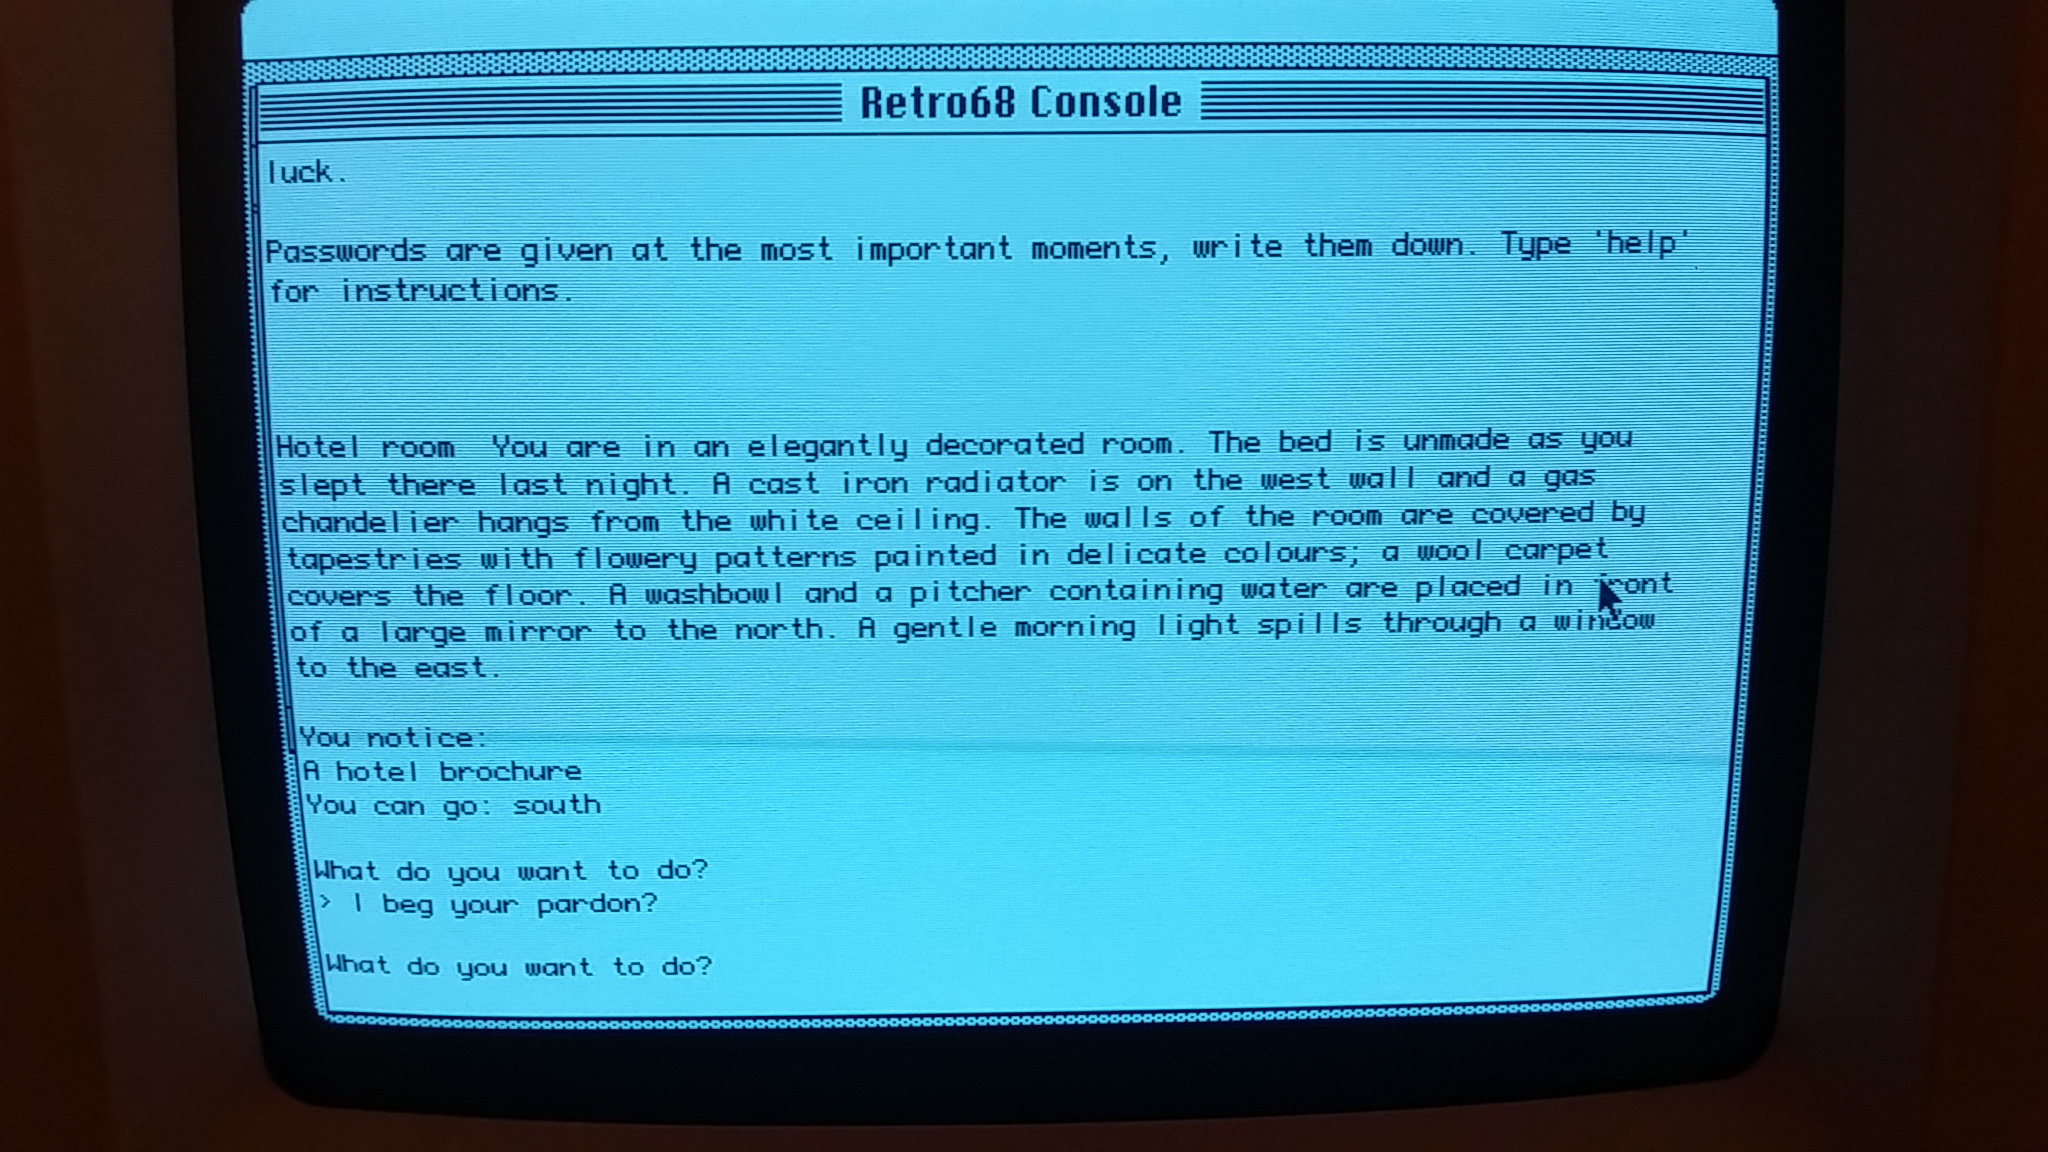 Retro68 Console
luck.
Passwords are given at the most important moments, write them down. Type 'help'
for instructions.
Hotel room  You are in an elegantly decorated room. The bed is unmade as you
slept there last night. A cast iron radiator is on the west wall and a gas
chandelier hangs from the white ceiling. The walls of the room are covered by
tapestries with flowery patterns painted in delicate colours; a wool carpet
covers the floor. A washbowl and a pitcher containing water are placed in front
of a large mirror to the north. A gentle morning light spills through a window
to the east.
You notice:
A hotel brochure
You can go: south
What do you want to do?
> I beg your pardon?
What do you want to do?